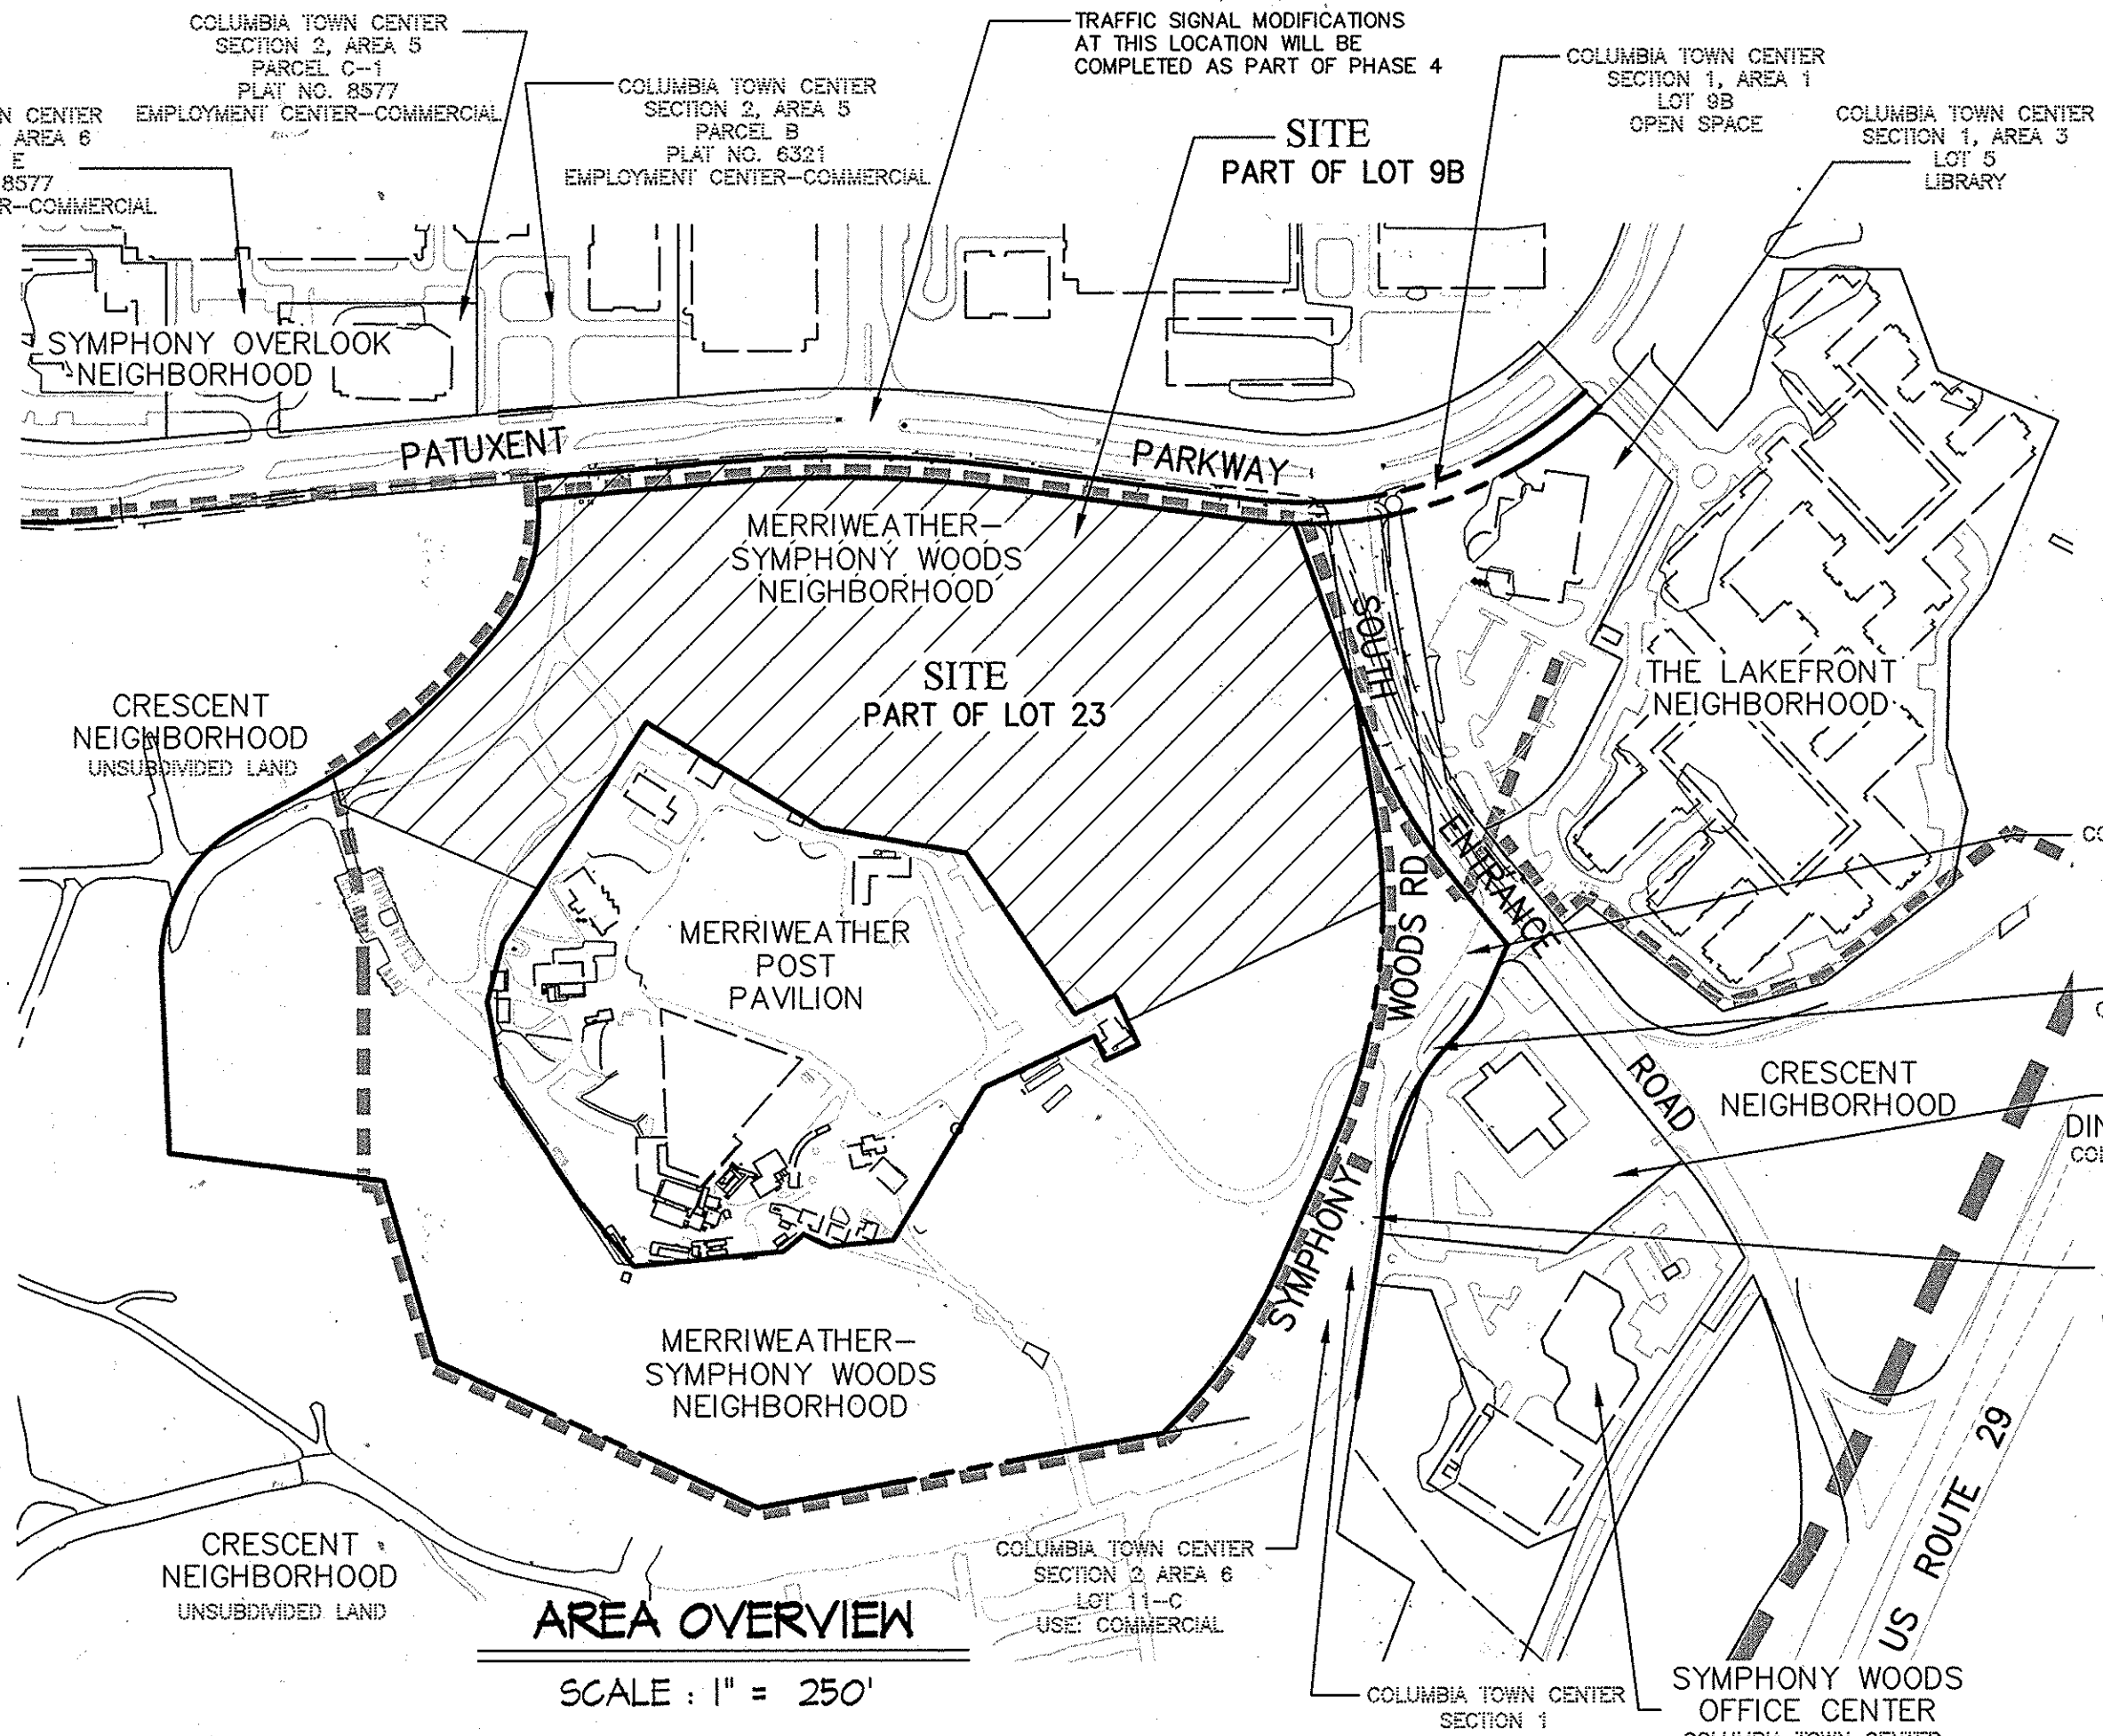 COLUMBIA TOWN CENTER
SECTION 2, AREA 5
PARCEL C-1
PLAT NO. 8577
EMPLOYMENT CENTER-COMMERCIAL
N CENTER
AREA 6
E
8577
R-COMMERCIAL
COLUMBIA TOWN CENTER
SECTION 2, AREA 5
PARCEL B
PLAT NO. 6321
EMPLOYMENT CENTER-COMMERCIAL
TRAFFIC SIGNAL MODIFICATIONS
AT THIS LOCATION WILL BE
COMPLETED AS PART OF PHASE 4
SITE
PART OF LOT 9B
COLUMBIA TOWN CENTER
SECTION 1, AREA 1
LOT 9B
OPEN SPACE
COLUMBIA TOWN CENTER
SECTION 1, AREA 3
LOT 5
LIBRARY
SYMPHONY OVERLOOK
NEIGHBORHOOD
PATUXENT PARKWAY
MERRIWEATHER-
SYMPHONY WOODS
NEIGHBORHOOD
SITE
PART OF LOT 23
CRESCENT
NEIGHBORHOOD
UNSUBDIVIDED LAND
SOUTH ENTRANCE ROAD
THE LAKEFRONT
NEIGHBORHOOD
MERRIWEATHER
POST
PAVILION
SYMPHONY WOODS RD
CO
CRESCENT
NEIGHBORHOOD
DIN
COL
MERRIWEATHER-
SYMPHONY WOODS
NEIGHBORHOOD
US ROUTE 29
CRESCENT
NEIGHBORHOOD
UNSUBDIVIDED LAND
COLUMBIA TOWN CENTER
SECTION 2 AREA 6
LOT 11-C
USE: COMMERCIAL
AREA OVERVIEW
SCALE : 1" = 250'
COLUMBIA TOWN CENTER
SECTION 1
SYMPHONY WOODS
OFFICE CENTER
COLUMBIA TOWN CENTER